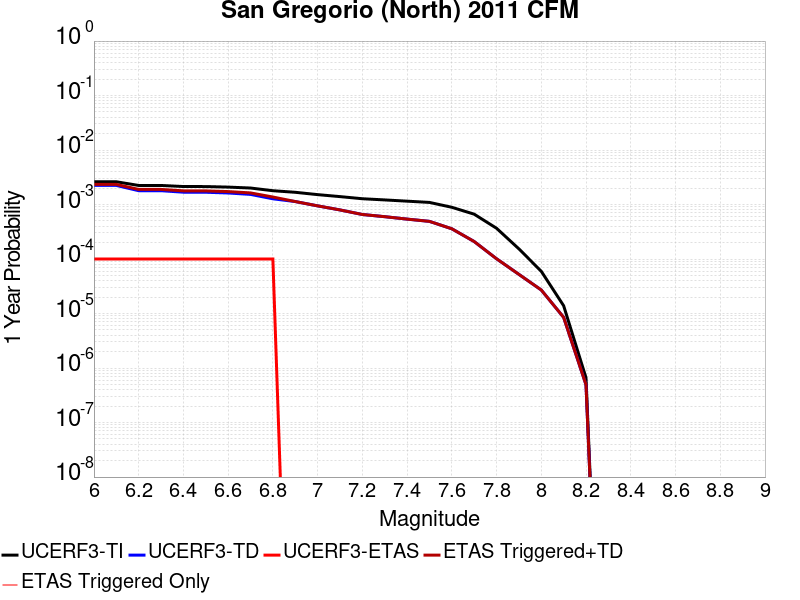 San Gregorio (North) 2011 CFM
1 Year Probability
10^0
10^-1
10^-2
10^-3
10^-4
10^-5
10^-6
10^-7
10^-8
6 6.2 6.4 6.6 6.8 7 7.2 7.4 7.6 7.8 8 8.2 8.4 8.6 8.8 9
Magnitude
UCERF3-TI UCERF3-TD UCERF3-ETAS ETAS Triggered+TD
ETAS Triggered Only